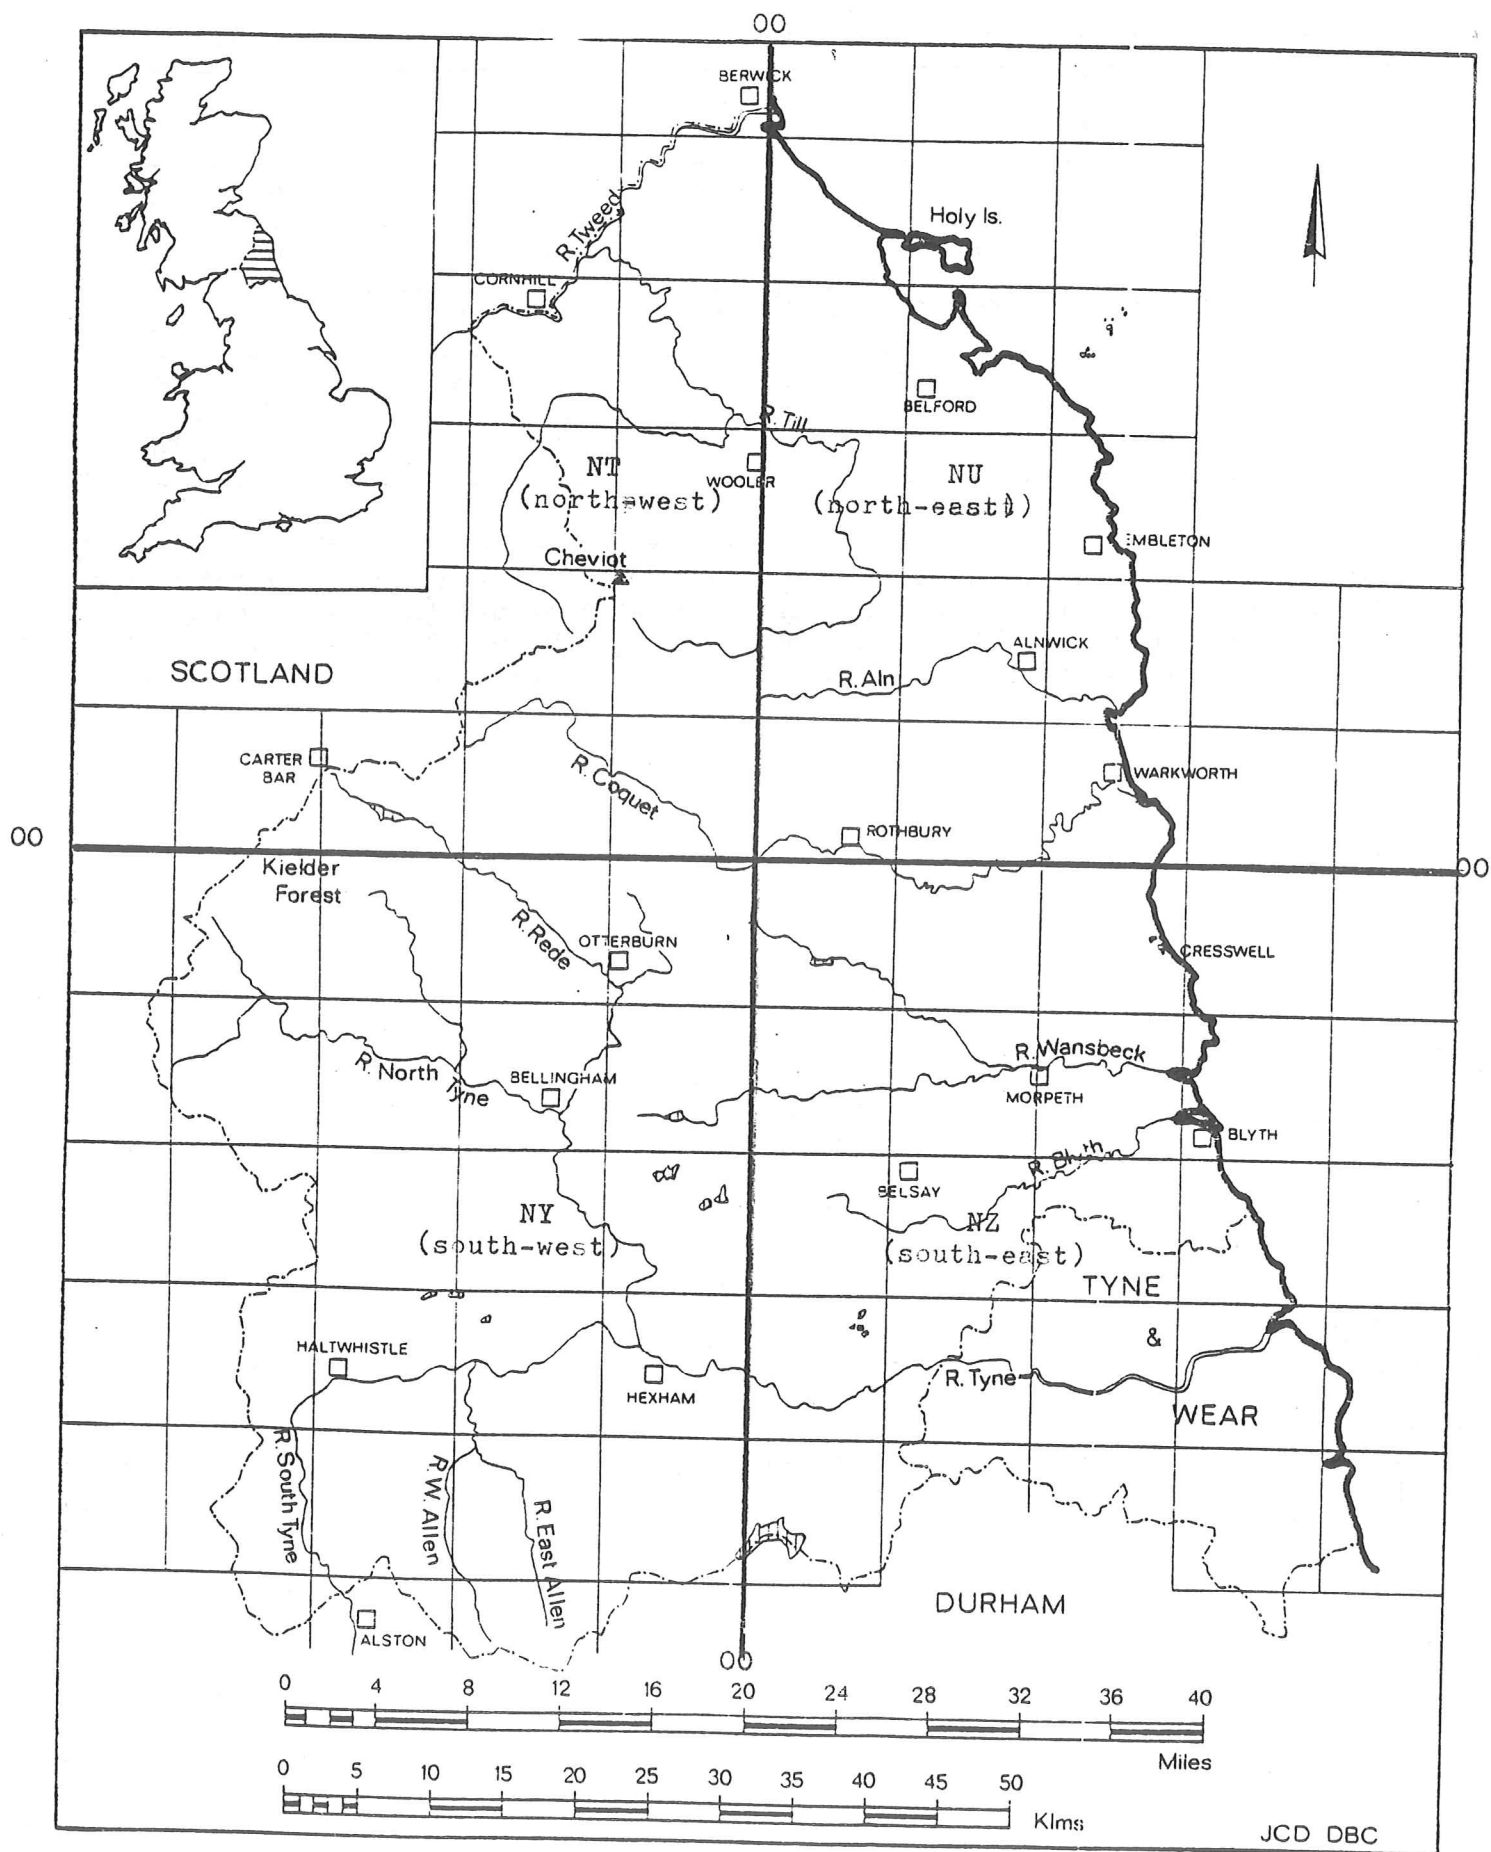 00
BERWICK
Holy Is.
R. Tweed
CORNHILL
BELFORD
R. Till
NT
(north-west)
WOOLER
NU
(north-east)
EMBLETON
Cheviot
ALNWICK
SCOTLAND
R. Aln
CARTER
BAR
R. Coquet
WARKWORTH
00
ROTHBURY
00
Kielder
Forest
R. Rede
OTTERBURN
CRESSWELL
R. Wansbeck
R. North Tyne
BELLINGHAM
MORPETH
BLYTH
R. Blyth
BELSAY
NY
(south-west)
NZ
(south-east)
TYNE
&
WEAR
HALTWHISTLE
HEXHAM
R. Tyne
R. South Tyne
R. W. Allen
R. East Allen
DURHAM
ALSTON
00
0 4 8 12 16 20 24 28 32 36 40
Miles
0 5 10 15 20 25 30 35 40 45 50
Klms
JCD DBC